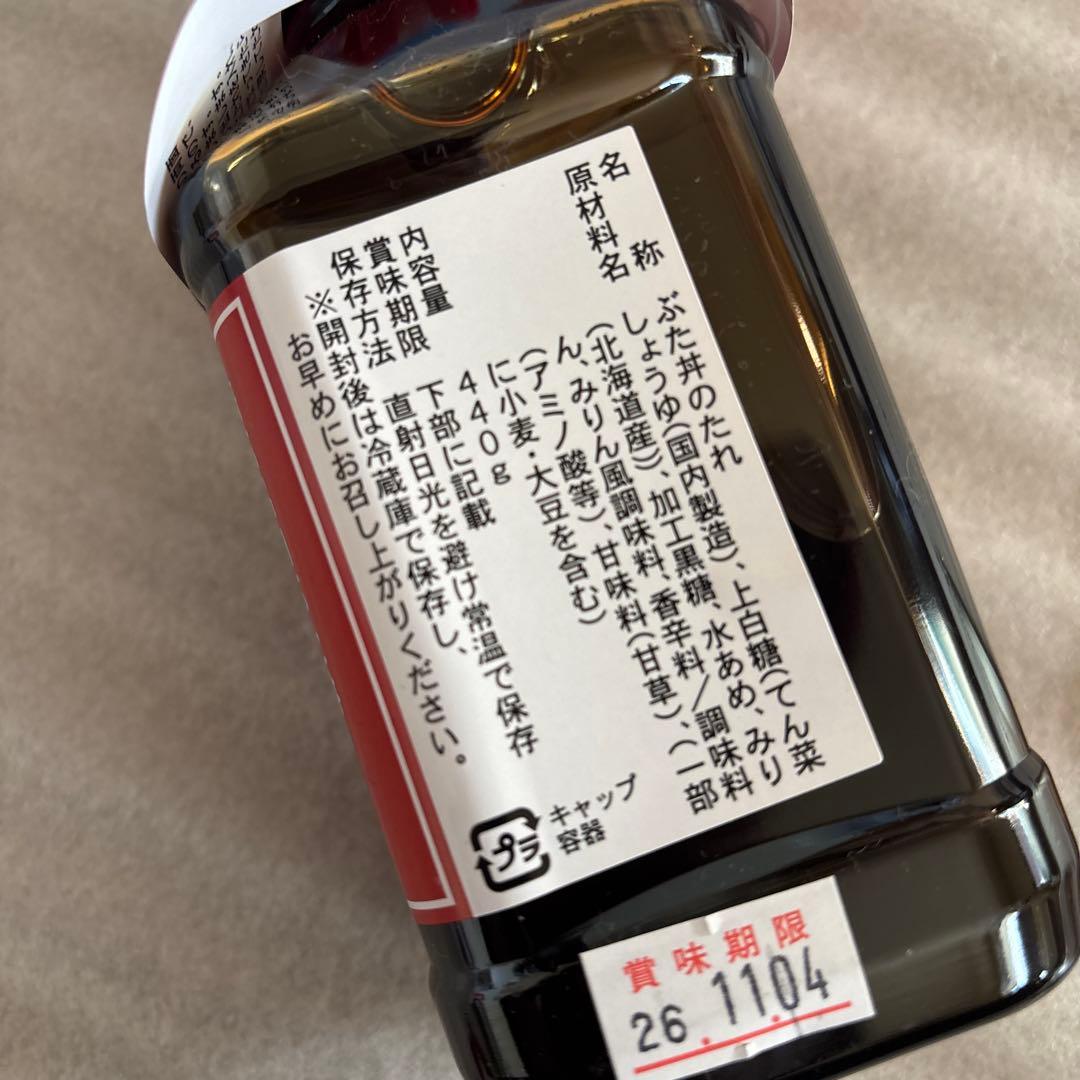 名　称　ぶた丼のたれ
原材料名　しょうゆ(国内製造)、上白糖(てん菜
(北海道産))、加工黒糖、水あめ、みり
ん、みりん風調味料、香辛料／調味料
(アミノ酸等)、甘味料(甘草)、(一部
に小麦・大豆を含む)
内容量　４４０g
賞味期限　下部に記載
保存方法　直射日光を避け常温で保存
※開封後は冷蔵庫で保存し、
お早めにお召し上がりください。
プラ
キャップ
容器
賞味期限
26.11.04